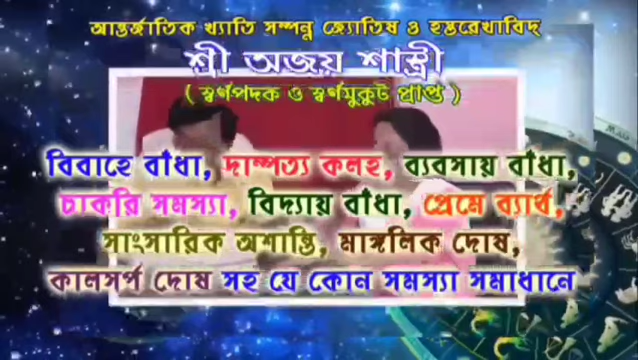 আন্তর্জাতিক খ্যাতি সম্পন্ন জ্যোতিষ ও হস্তরেখাবিদ
শ্রী অজয় শাস্ত্রী
( স্বর্ণপদক ও স্বর্ণমুকুট প্রাপ্ত )
বিবাহে বাঁধা, দাম্পত্য কলহ, ব্যবসায় বাঁধা,
চাকরি সমস্যা, বিদ্যায় বাঁধা, প্রেমে ব্যার্থ,
সাংসারিক অশান্তি, মাঙ্গলিক দোষ,
কালসর্প দোষ সহ যে কোন সমস্যা সমাধানে